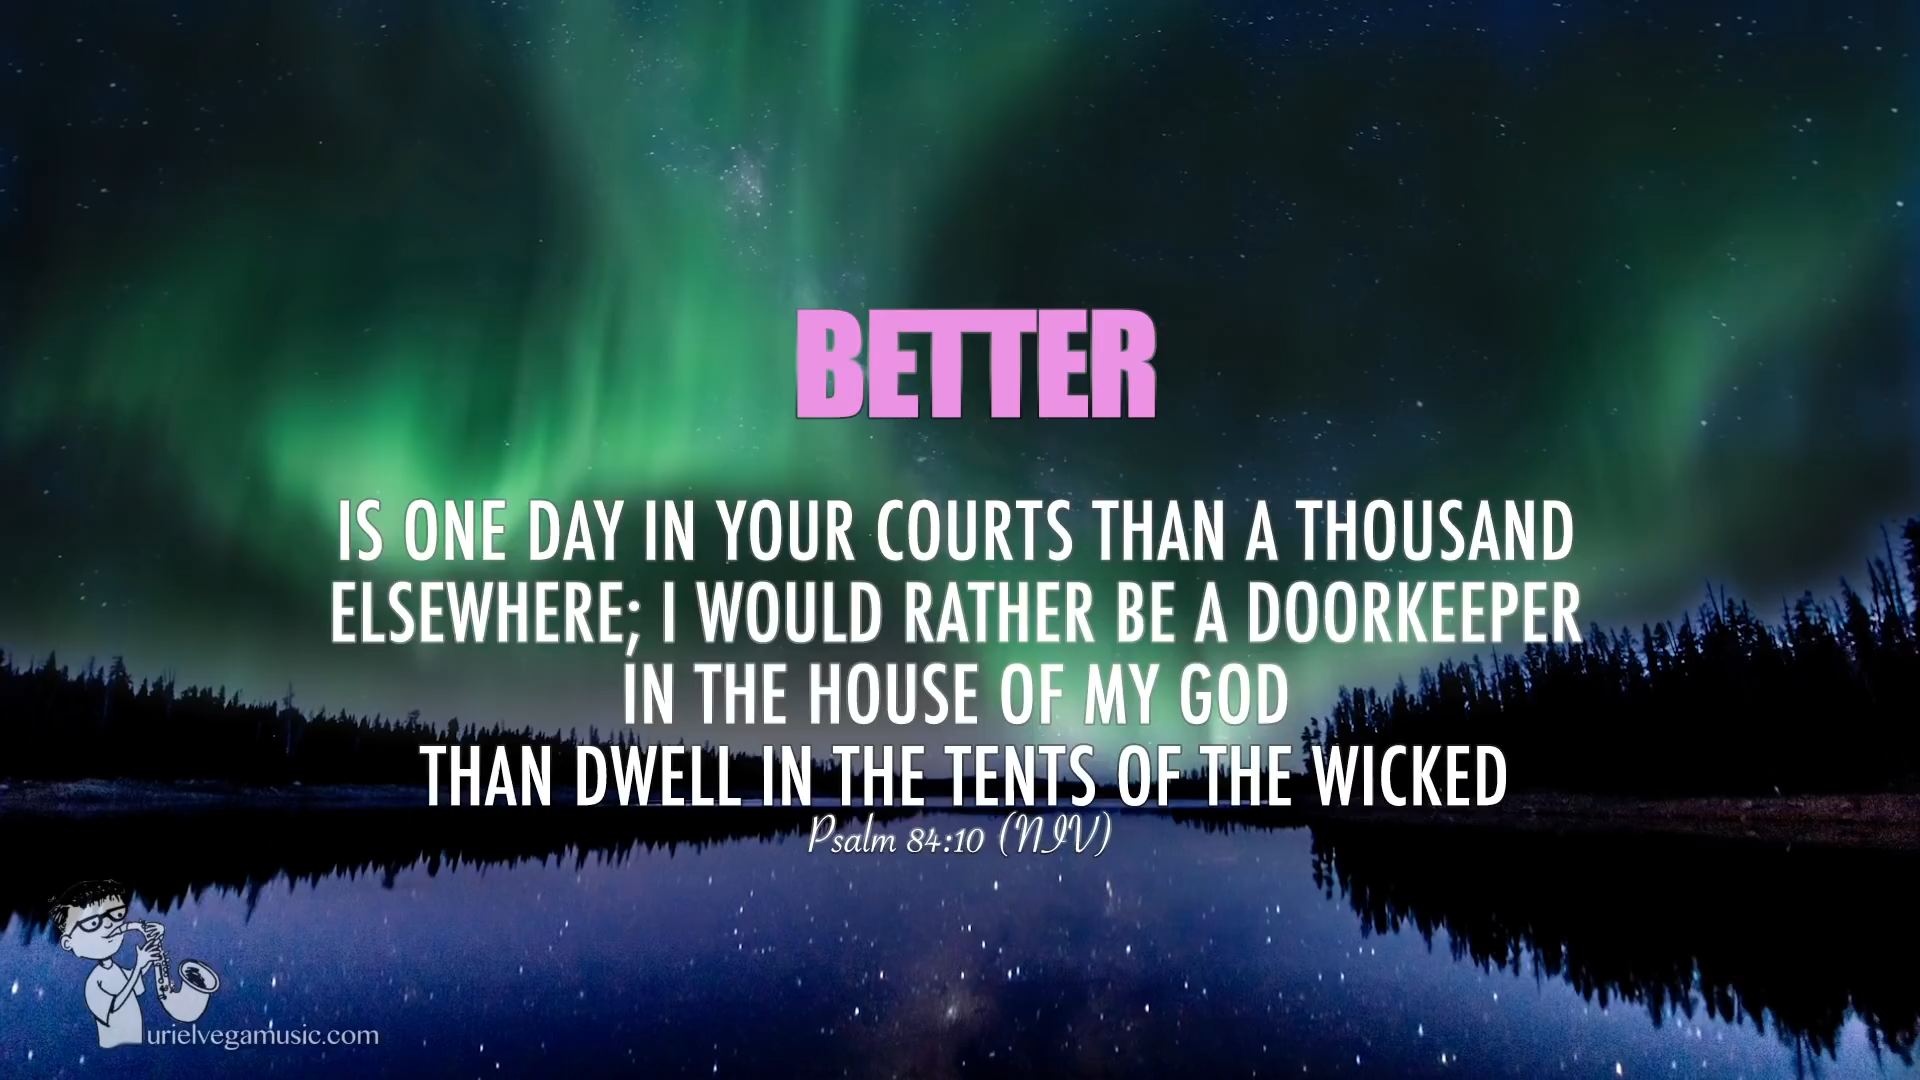 BETTER
IS ONE DAY IN YOUR COURTS THAN A THOUSAND
ELSEWHERE; I WOULD RATHER BE A DOORKEEPER
IN THE HOUSE OF MY GOD
THAN DWELL IN THE TENTS OF THE WICKED
Psalm 84:10 (NIV)
urielvegamusic.com